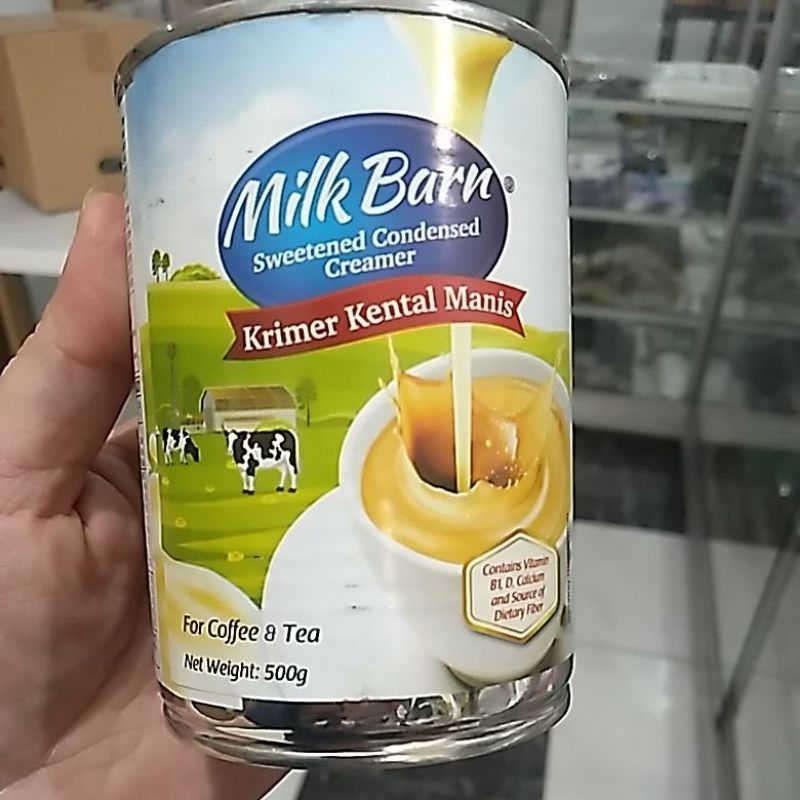 Milk Barn®
Sweetened Condensed
Creamer
Krimer Kental Manis
Contains Vitamin
B1, D, Calcium
and Source of
Dietary Fiber
For Coffee & Tea
Net Weight: 500g